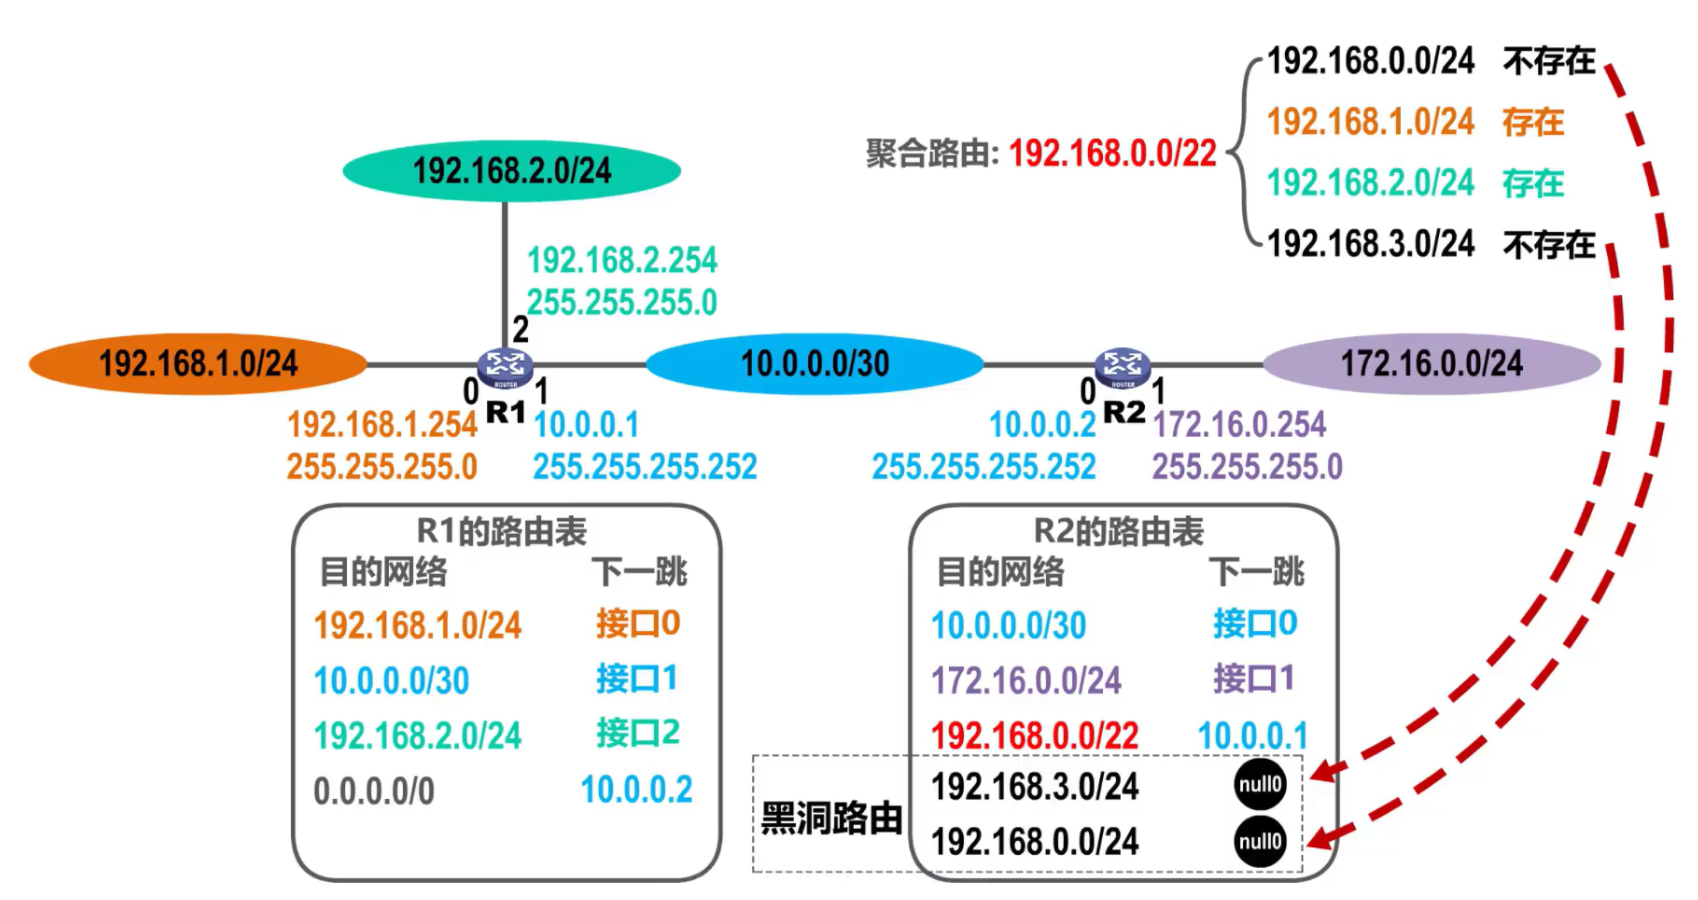 192.168.0.0/24 不存在
聚合路由: 192.168.0.0/22
192.168.1.0/24 存在
192.168.2.0/24 存在
192.168.3.0/24 不存在
192.168.2.0/24
192.168.2.254
255.255.255.0
2
192.168.1.0/24
ROUTER
0
R1
1
10.0.0.0/30
ROUTER
0
R2
1
172.16.0.0/24
192.168.1.254
255.255.255.0
10.0.0.1
255.255.255.252
10.0.0.2
255.255.255.252
172.16.0.254
255.255.255.0
R1的路由表
目的网络 下一跳
192.168.1.0/24 接口0
10.0.0.0/30 接口1
192.168.2.0/24 接口2
0.0.0.0/0 10.0.0.2
R2的路由表
目的网络 下一跳
10.0.0.0/30 接口0
172.16.0.0/24 接口1
192.168.0.0/22 10.0.0.1
黑洞路由
192.168.3.0/24 null0
192.168.0.0/24 null0